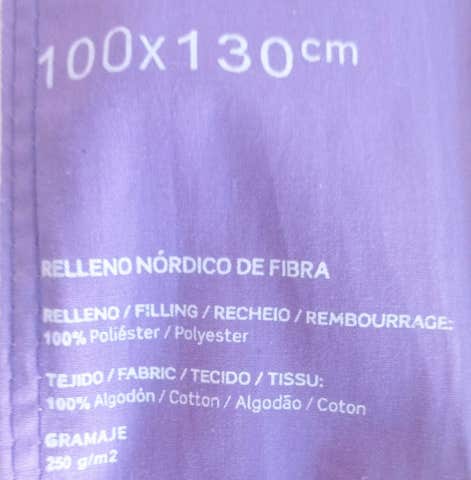 100x130cm
RELLENO NÓRDICO DE FIBRA
RELLENO / FILLING / RECHEIO / REMBOURRAGE:
100% Poliéster / Polyester
TEJIDO / FABRIC / TECIDO / TISSU:
100% Algodón / Cotton / Algodão / Coton
GRAMAJE
250 g/m2